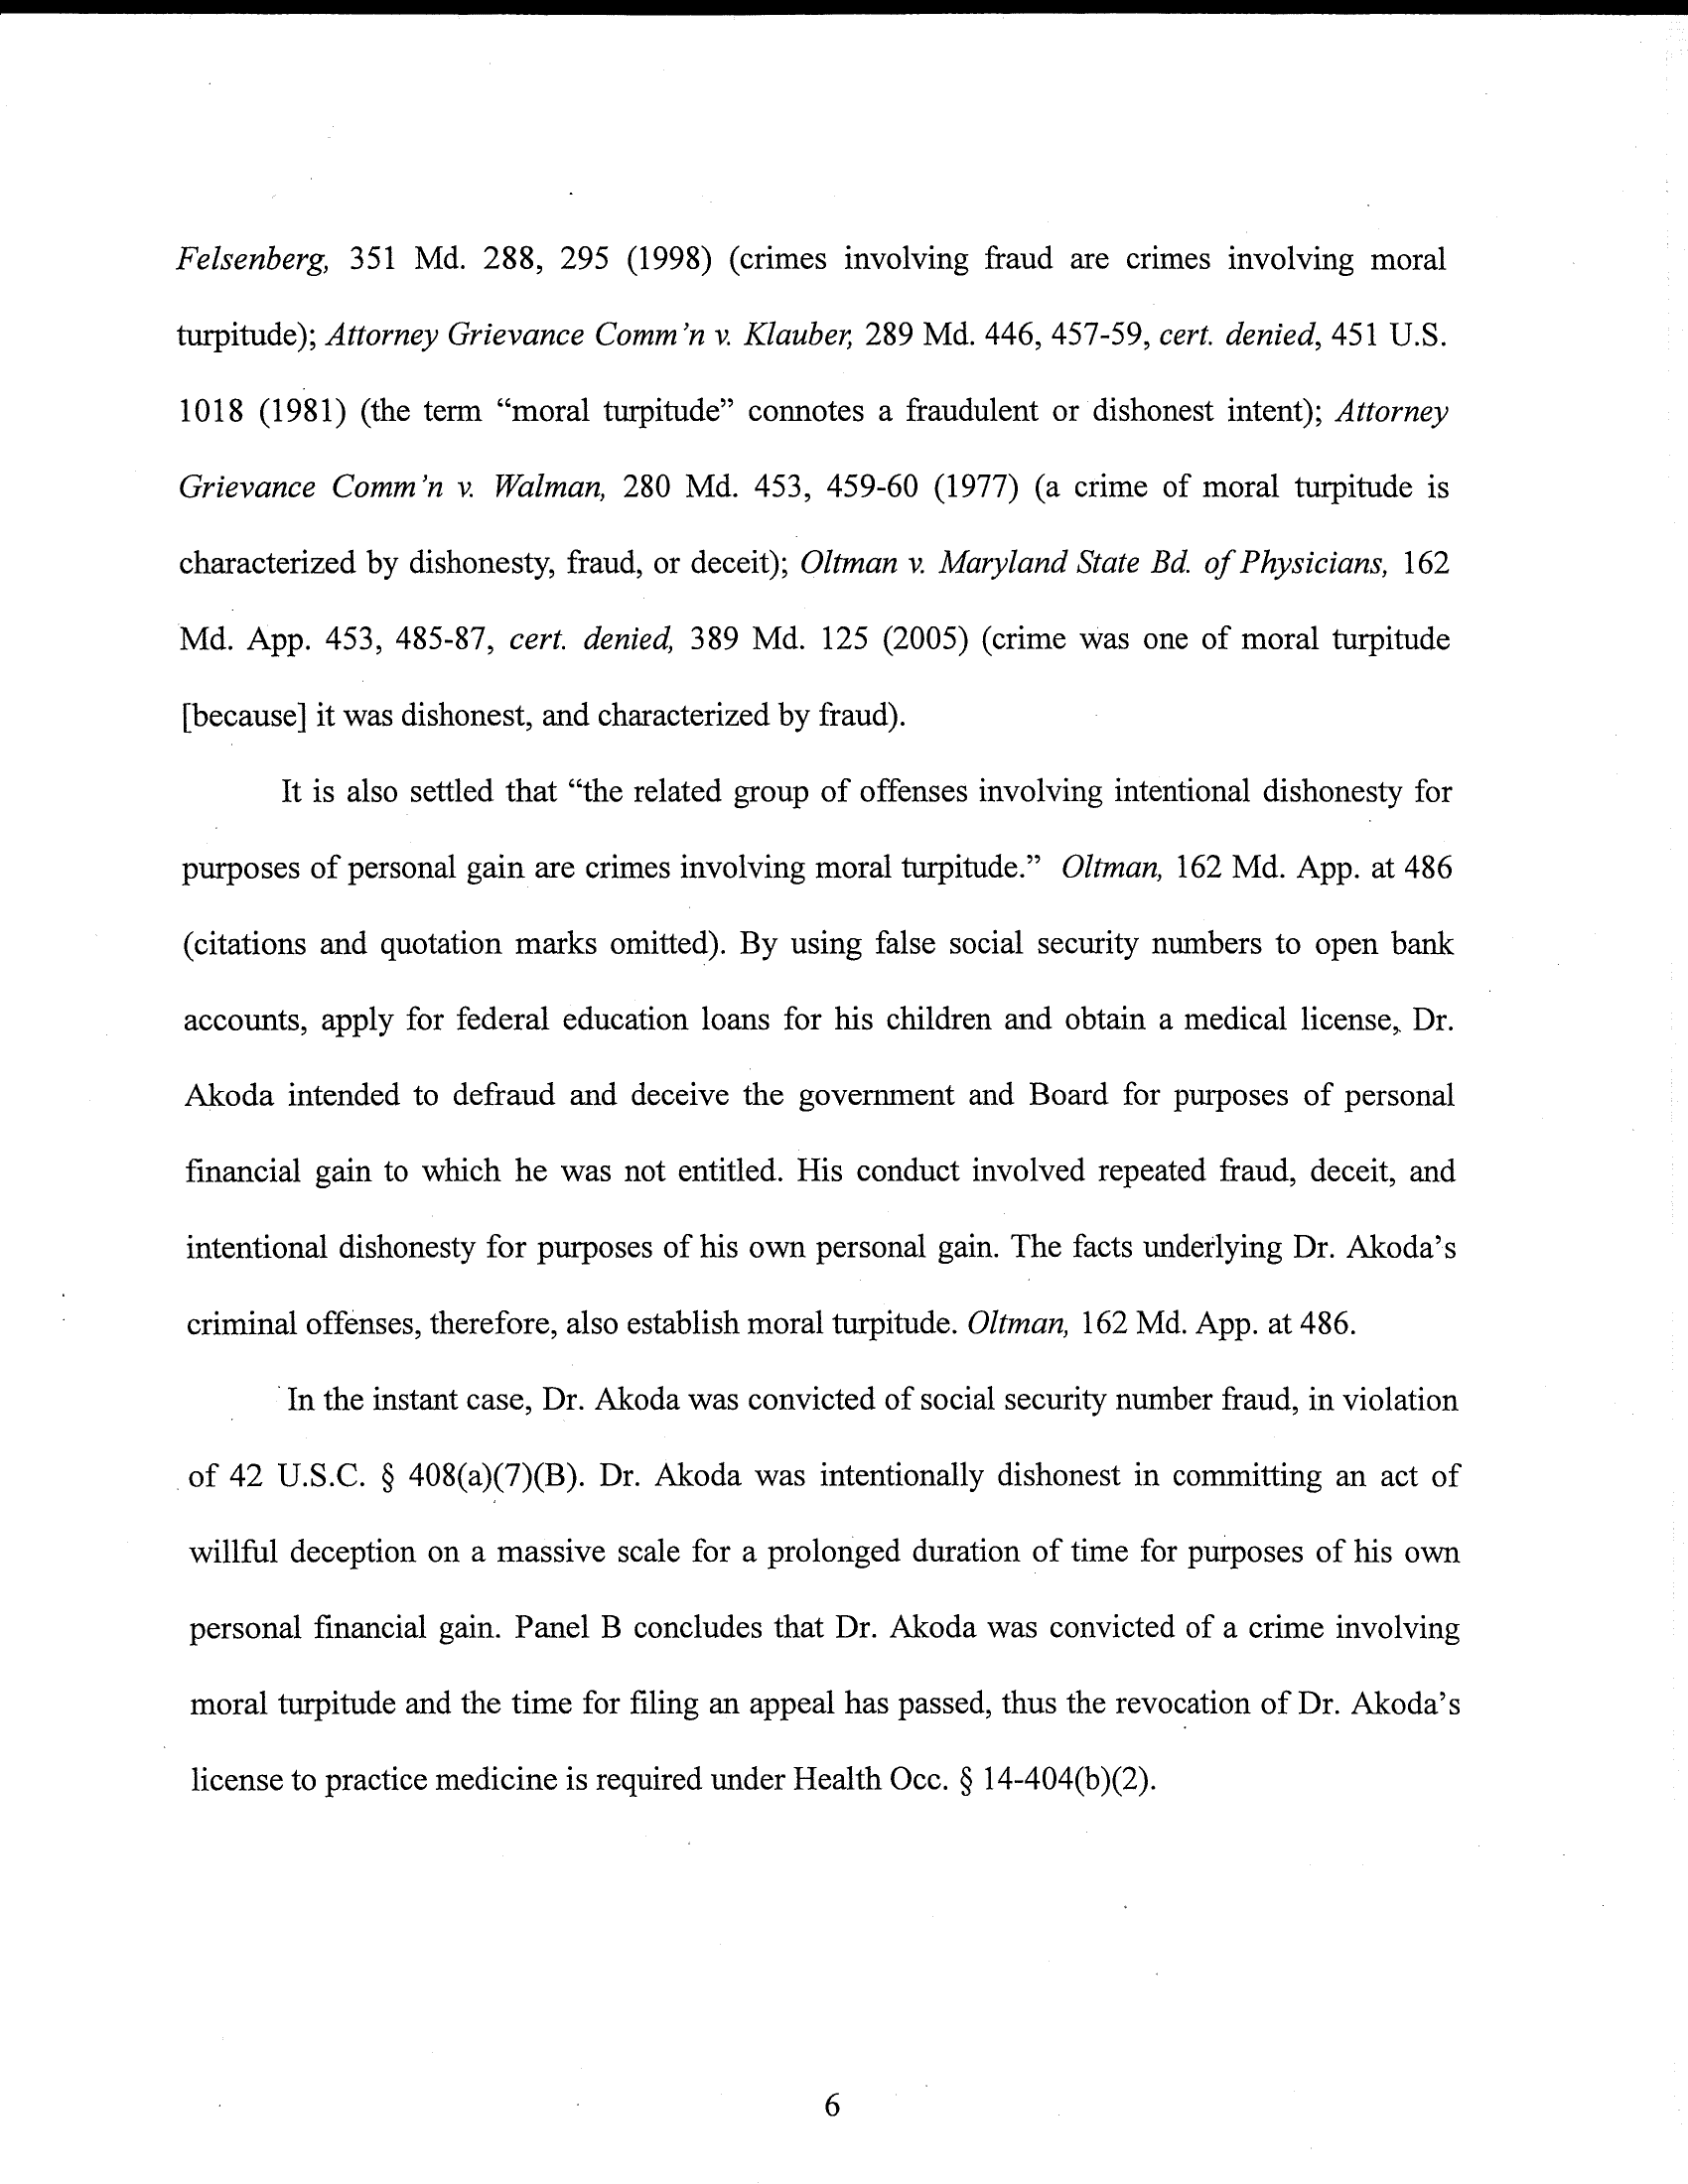 Felsenberg, 351 Md. 288, 295 (1998) (crimes involving fraud are crimes involving moral
turpitude); Attorney Grievance Comm'n v. Klauber, 289 Md. 446, 457-59, cert. denied, 451 U.S.
1018 (1981) (the term “moral turpitude” connotes a fraudulent or dishonest intent); Attorney
Grievance Comm'n v. Walman, 280 Md. 453, 459-60 (1977) (a crime of moral turpitude is
characterized by dishonesty, fraud, or deceit); Oltman v. Maryland State Bd. of Physicians, 162
Md. App. 453, 485-87, cert. denied, 389 Md. 125 (2005) (crime was one of moral turpitude
[because] it was dishonest, and characterized by fraud).
It is also settled that “the related group of offenses involving intentional dishonesty for
purposes of personal gain are crimes involving moral turpitude.” Oltman, 162 Md. App. at 486
(citations and quotation marks omitted). By using false social security numbers to open bank
accounts, apply for federal education loans for his children and obtain a medical license, Dr.
Akoda intended to defraud and deceive the government and Board for purposes of personal
financial gain to which he was not entitled. His conduct involved repeated fraud, deceit, and
intentional dishonesty for purposes of his own personal gain. The facts underlying Dr. Akoda's
criminal offenses, therefore, also establish moral turpitude. Oltman, 162 Md. App. at 486.
In the instant case, Dr. Akoda was convicted of social security number fraud, in violation
of 42 U.S.C. § 408(a)(7)(B). Dr. Akoda was intentionally dishonest in committing an act of
willful deception on a massive scale for a prolonged duration of time for purposes of his own
personal financial gain. Panel B concludes that Dr. Akoda was convicted of a crime involving
moral turpitude and the time for filing an appeal has passed, thus the revocation of Dr. Akoda's
license to practice medicine is required under Health Occ. § 14-404(b)(2).
6